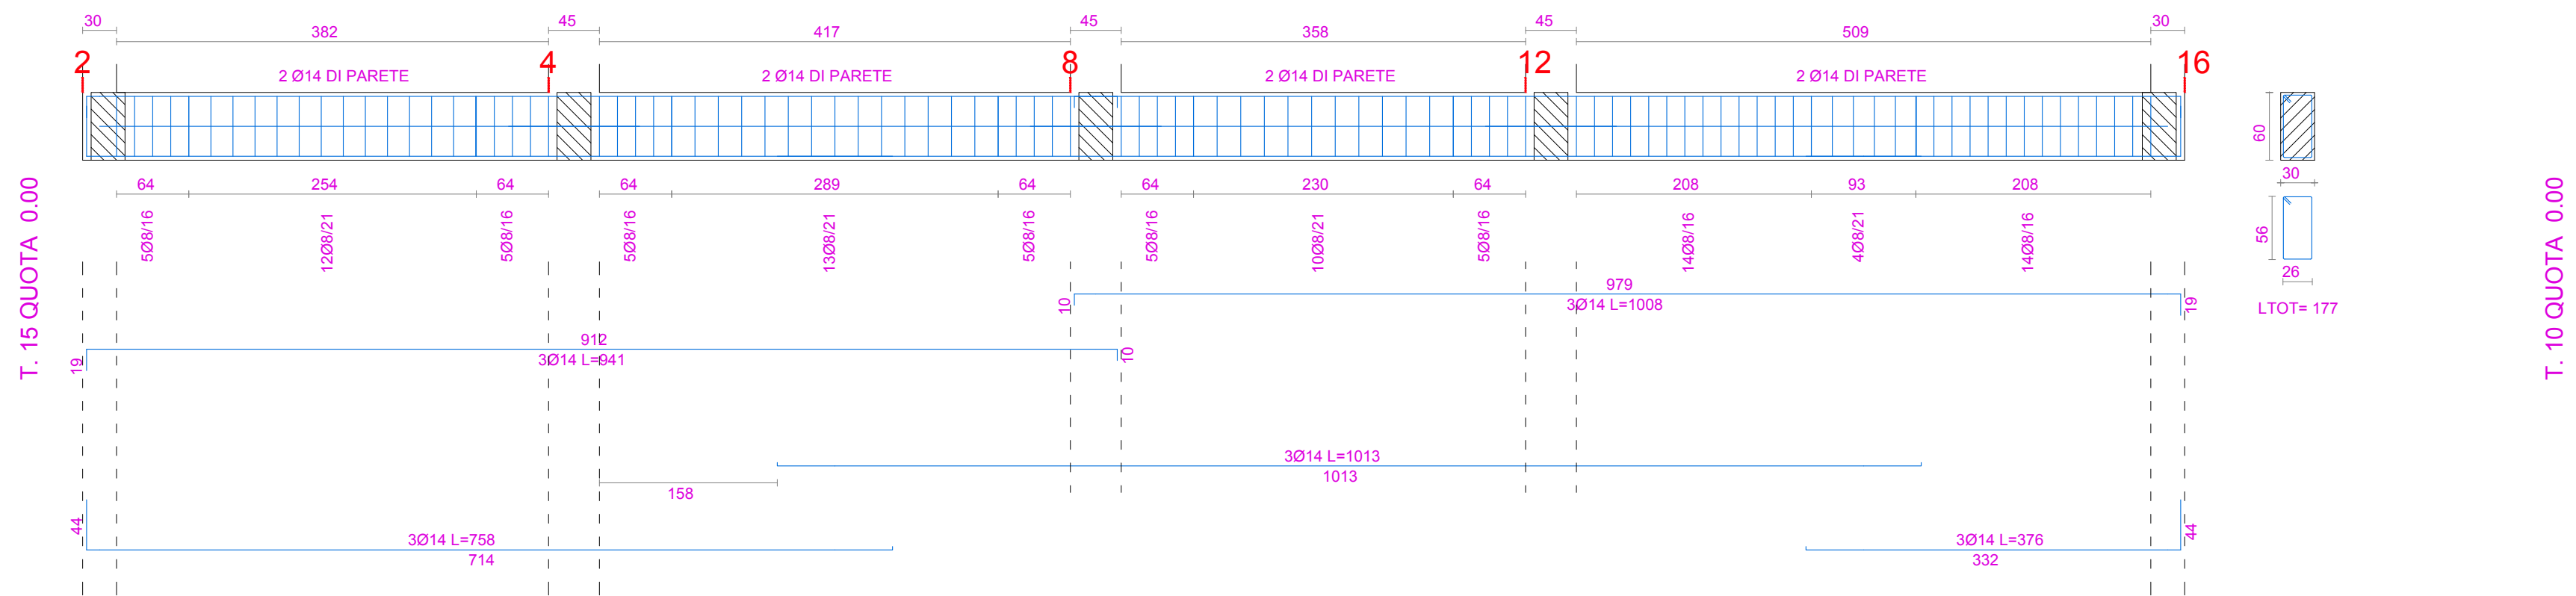 30 45 45 45 30
382 417 358 509
2 4 8 12 16
2 Ø14 DI PARETE 2 Ø14 DI PARETE 2 Ø14 DI PARETE 2 Ø14 DI PARETE
60
30
64 254 64 64 289 64 64 230 64 208 93 208
5Ø8/16 12Ø8/21 5Ø8/16 5Ø8/16 13Ø8/21 5Ø8/16 5Ø8/16 10Ø8/21 5Ø8/16 14Ø8/16 4Ø8/21 14Ø8/16
56
26
LTOT= 177
T. 15 QUOTA 0.00
T. 10 QUOTA 0.00
979
10 3Ø14 L=1008 19
912
19 3Ø14 L=941 10
3Ø14 L=1013
1013
158
44 3Ø14 L=758
714
3Ø14 L=376 44
332